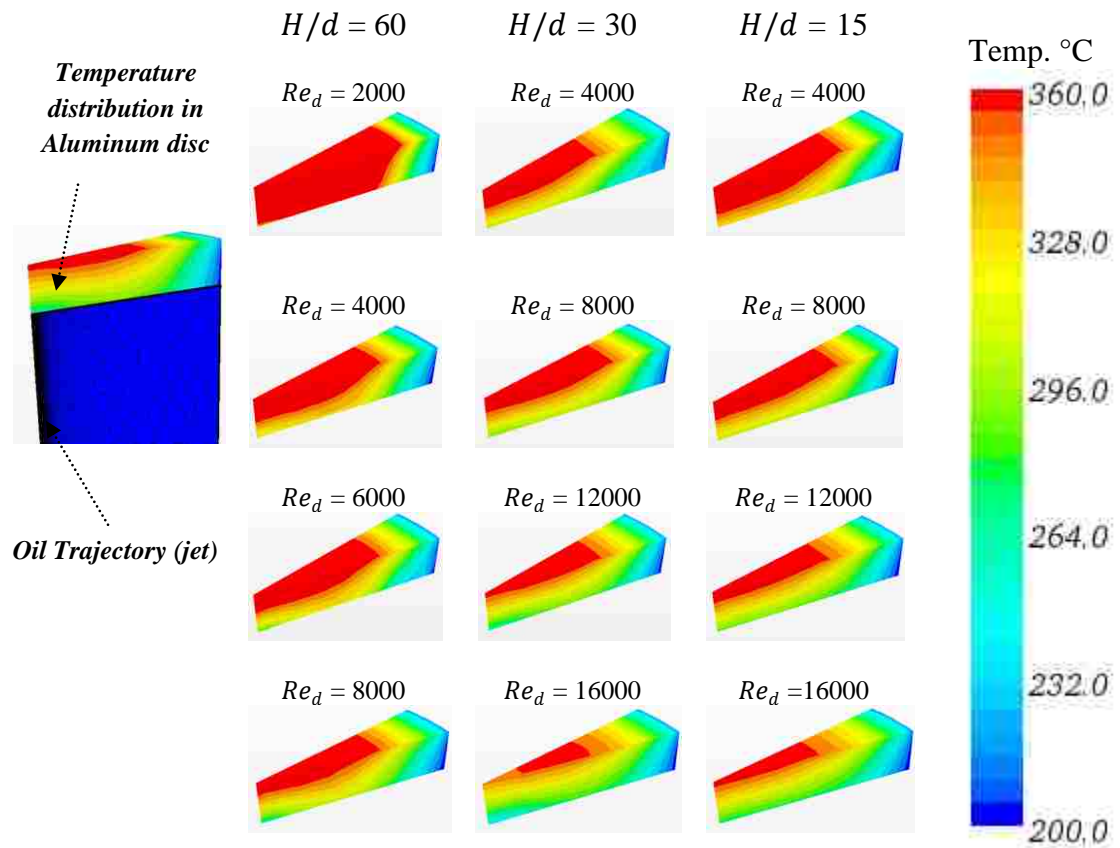 H/d = 60 H/d = 30 H/d = 15
Temp. °C
Temperature
distribution in
Aluminum disc
Re_d = 2000 Re_d = 4000 Re_d = 4000
360,0
328,0
Re_d = 4000 Re_d = 8000 Re_d = 8000
296,0
Re_d = 6000 Re_d = 12000 Re_d = 12000
264,0
Oil Trajectory (jet)
Re_d = 8000 Re_d = 16000 Re_d =16000
232,0
200,0